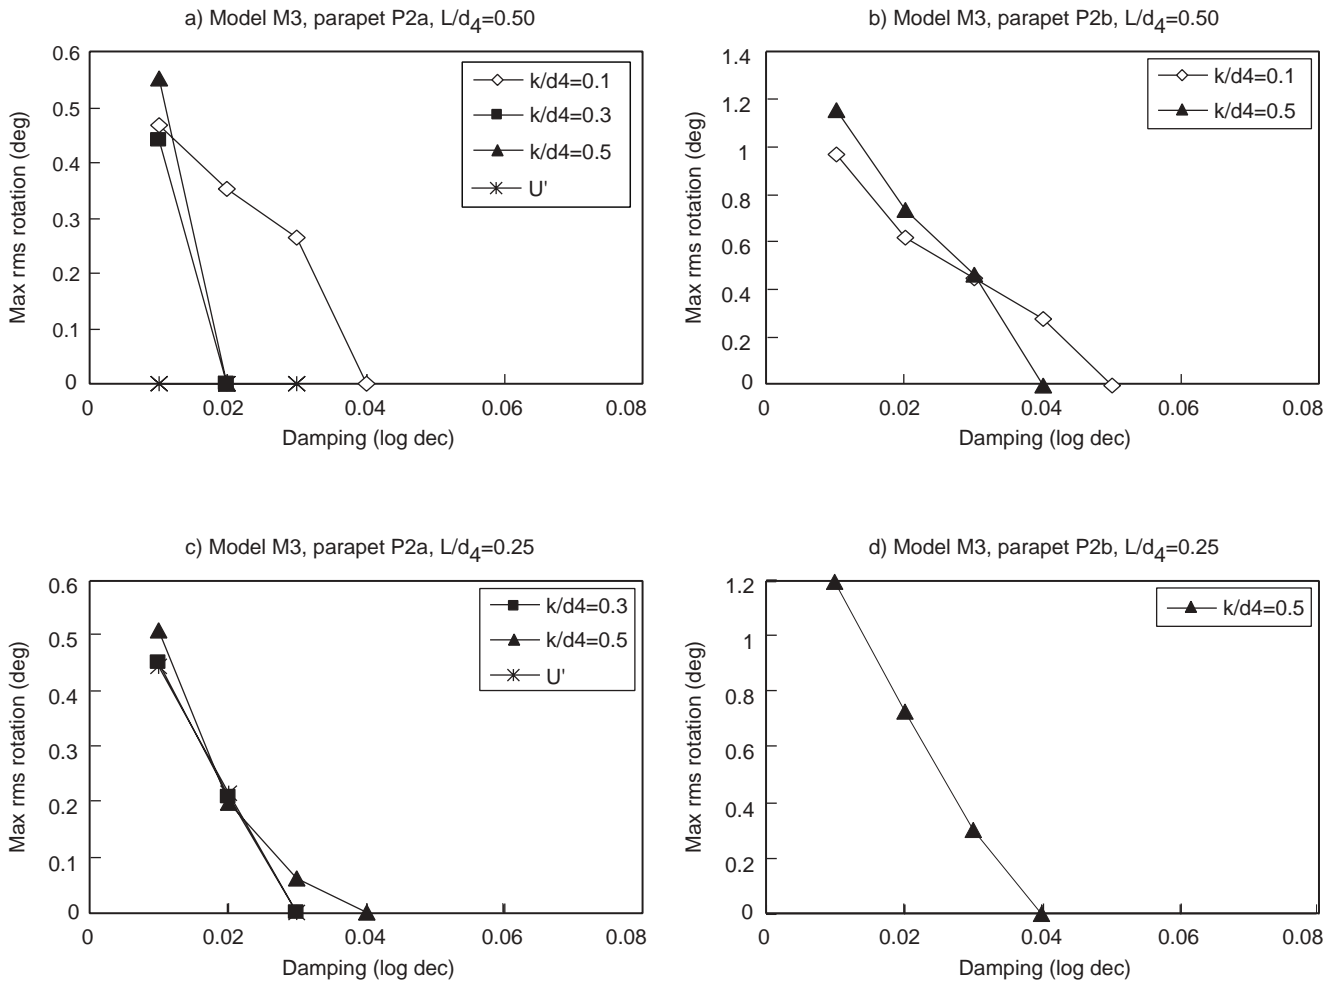 a) Model M3, parapet P2a, L/d4=0.50
0.6
0.5
0.4
0.3
0.2
0.1
0
Max rms rotation (deg)
k/d4=0.1
k/d4=0.3
k/d4=0.5
U'
0 0.02 0.04 0.06 0.08
Damping (log dec)
b) Model M3, parapet P2b, L/d4=0.50
1.4
1.2
1
0.8
0.6
0.4
0.2
0
Max rms rotation (deg)
k/d4=0.1
k/d4=0.5
0 0.02 0.04 0.06 0.08
Damping (log dec)
c) Model M3, parapet P2a, L/d4=0.25
0.6
0.5
0.4
0.3
0.2
0.1
0
Max rms rotation (deg)
k/d4=0.3
k/d4=0.5
U'
0 0.02 0.04 0.06 0.08
Damping (log dec)
d) Model M3, parapet P2b, L/d4=0.25
1.2
1
0.8
0.6
0.4
0.2
0
Max rms rotation (deg)
k/d4=0.5
0 0.02 0.04 0.06 0.08
Damping (log dec)